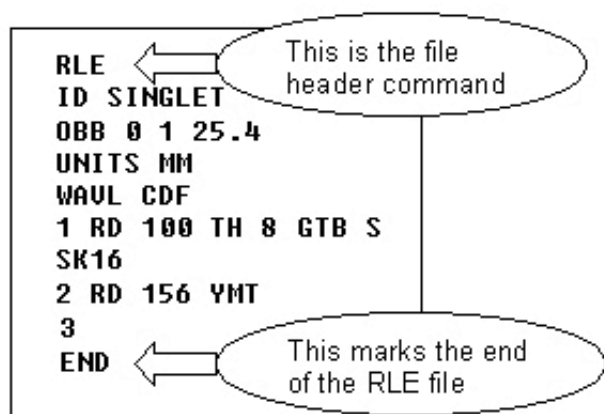 This is the file
header command
RLE
ID SINGLET
OBB 0 1 25.4
UNITS MM
WAVL CDF
1 RD 100 TH 8 GTB S
SK16
2 RD 156 YMT
3
END
This marks the end
of the RLE file